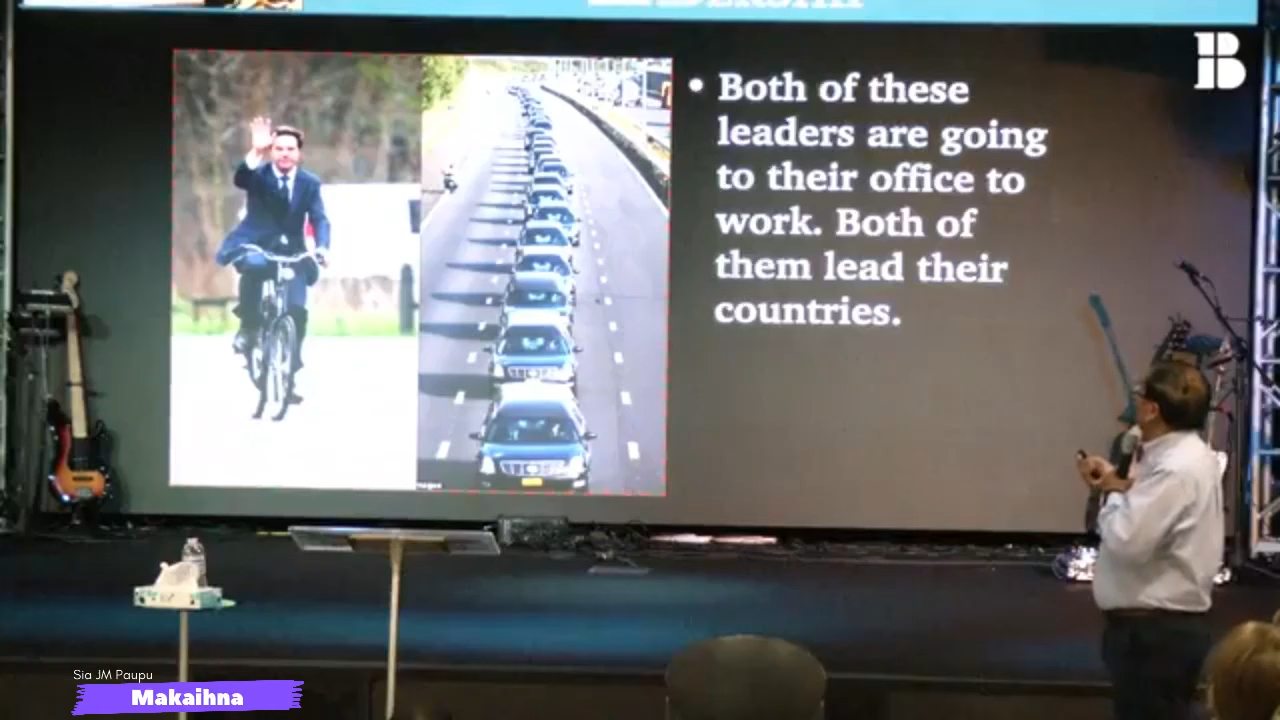 • Both of these
leaders are going
to their office to
work. Both of
them lead their
countries.
B
Sia JM Paupu
Makaihna